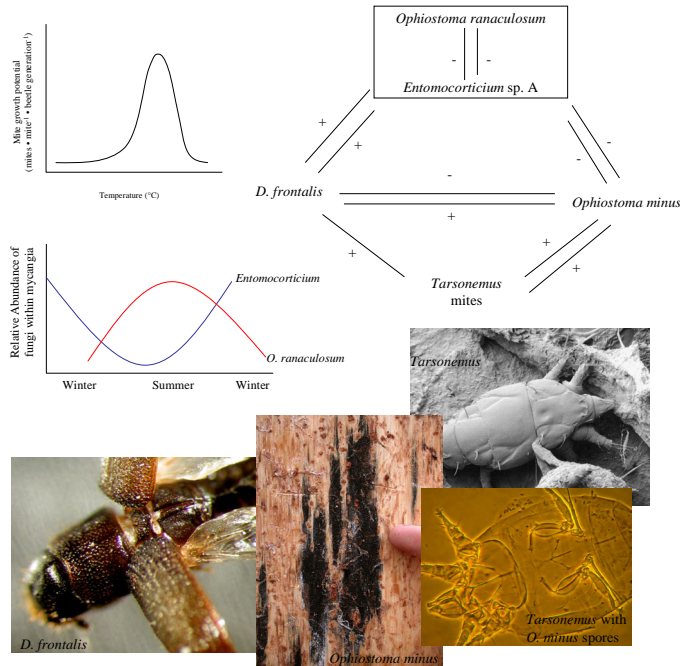 Mite growth potential
(mites • mite⁻¹ • beetle generation⁻¹)
Temperature (°C)
Ophiostoma ranaculosum
- -
Entomocorticium sp. A
+
+
-
-
D. frontalis
-
+
Ophiostoma minus
+
+
+
Tarsonemus
mites
Relative Abundance of
fungi within mycangia
Entomocorticium
O. ranaculosum
Winter Summer Winter
Tarsonemus
D. frontalis
Ophiostoma minus
Tarsonemus with
O. minus spores